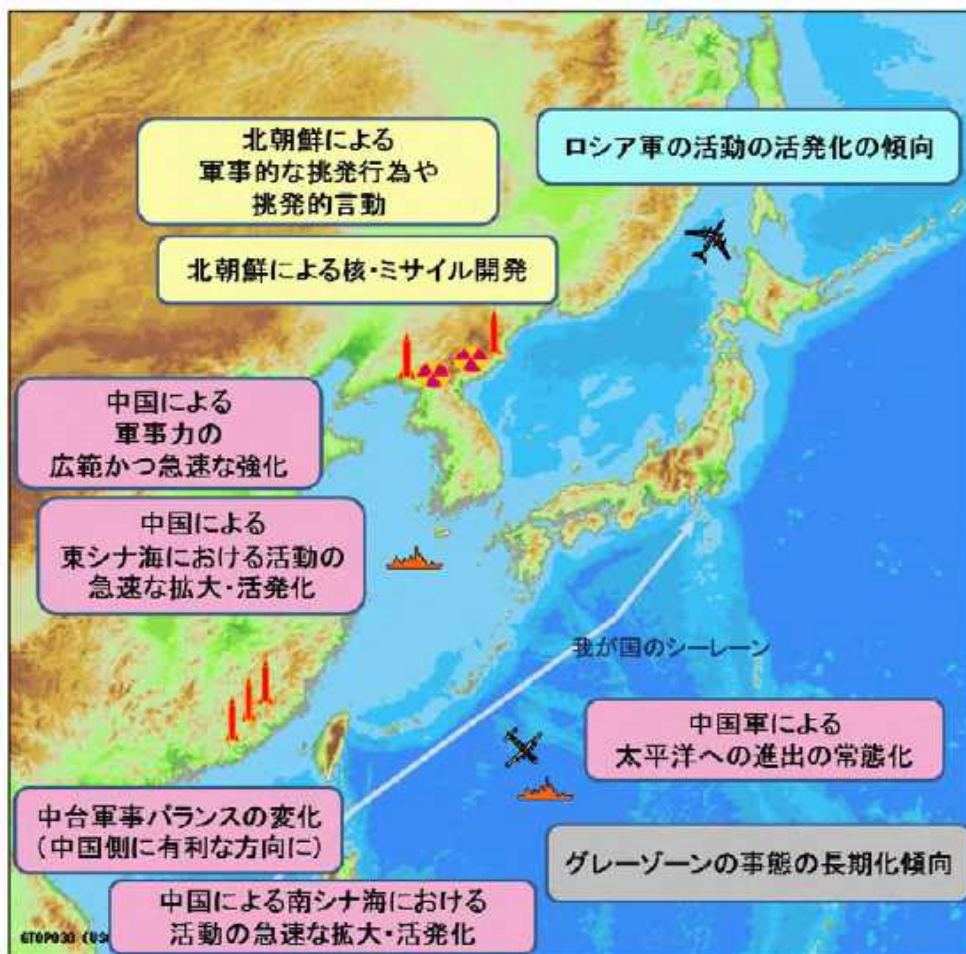 北朝鮮による
軍事的な挑発行為や
挑発的言動
ロシア軍の活動の活発化の傾向
北朝鮮による核・ミサイル開発
中国による
軍事力の
広範かつ急速な強化
中国による
東シナ海における活動の
急速な拡大・活発化
我が国のシーレーン
中国軍による
太平洋への進出の常態化
中台軍事バランスの変化
(中国側に有利な方向に)
グレーゾーンの事態の長期化傾向
中国による南シナ海における
活動の急速な拡大・活発化
GTOPO30 (US